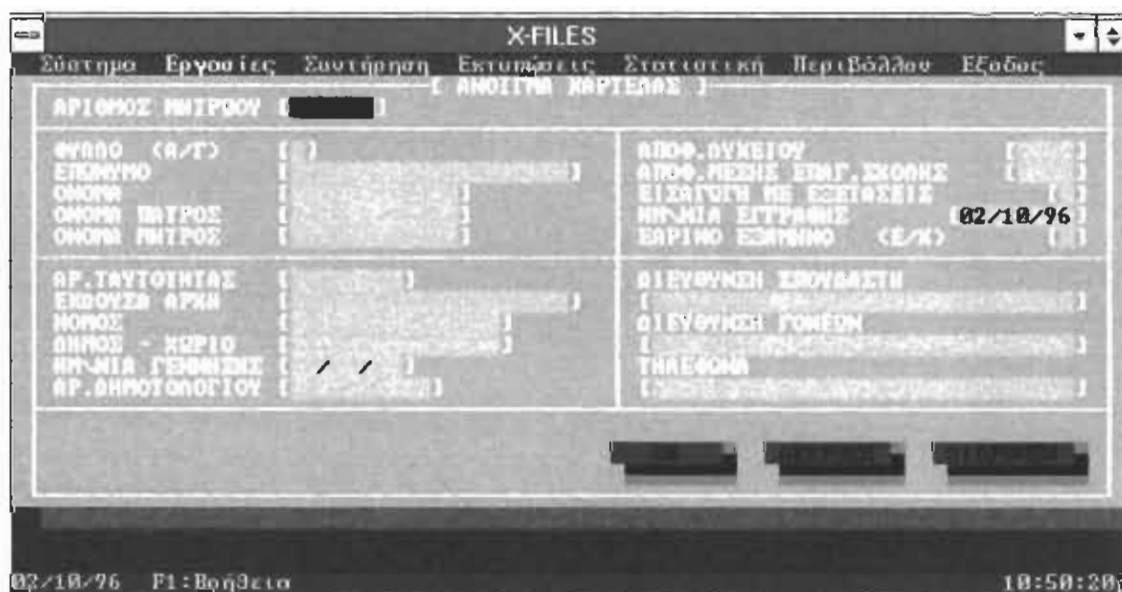 X-FILES
Σύστημα Εργασίες Συντήρηση Εκτυπώσεις Στατιστική Περιβάλλον Εξοδος
[ ΑΝΟΙΓΜΑ ΚΑΡΤΕΛΑΣ ]
ΑΡΙΘΜΟΣ ΜΗΤΡΩΟΥ [ ]
ΦΥΛΛΟ (Α/Γ) [ ]
ΕΠΩΝΥΜΟ [ ]
ΟΝΟΜΑ [ ]
ΟΝΟΜΑ ΠΑΤΡΟΣ [ ]
ΟΝΟΜΑ ΜΗΤΡΟΣ [ ]
ΑΠΟΦ.ΛΥΚΕΙΟΥ [ ]
ΑΠΟΦ.ΜΕΣΗΣ ΕΠΑΓ.ΣΧΟΛΗΣ [ ]
ΕΙΣΑΓΩΓΗ ΜΕ ΕΞΕΤΑΣΕΙΣ [ ]
ΗΜ\ΝΙΑ ΕΓΓΡΑΦΗΣ [02/10/96]
ΕΑΡΙΝΟ ΕΞΑΜΗΝΟ (Ε/Χ) [ ]
ΑΡ.ΤΑΥΤΟΤΗΤΑΣ [ ]
ΕΚΔΟΥΣΑ ΑΡΧΗ [ ]
ΝΟΜΟΣ [ ]
ΔΗΜΟΣ - ΧΩΡΙΟ [ ]
ΗΜ\ΝΙΑ ΓΕΝΝΗΣΗΣ [ / / ]
ΑΡ.ΔΗΜΟΤΟΛΟΓΙΟΥ [ ]
ΔΙΕΥΘΥΝΣΗ ΣΠΟΥΔΑΣΤΗ
[ ]
ΔΙΕΥΘΥΝΣΗ ΓΟΝΕΩΝ
[ ]
ΤΗΛΕΦΩΝΑ
[ ]
02/10/96 F1:Βοήθεια 10:50:20